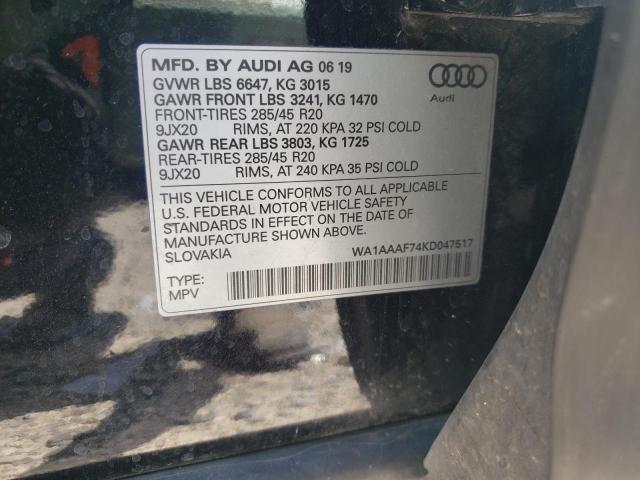 MFD. BY AUDI AG 06 19
GVWR LBS 6647, KG 3015
GAWR FRONT LBS 3241, KG 1470
FRONT-TIRES 285/45 R20
9JX20 RIMS, AT 220 KPA 32 PSI COLD
GAWR REAR LBS 3803, KG 1725
REAR-TIRES 285/45 R20
9JX20 RIMS, AT 240 KPA 35 PSI COLD
Audi
THIS VEHICLE CONFORMS TO ALL APPLICABLE
U.S. FEDERAL MOTOR VEHICLE SAFETY
STANDARDS IN EFFECT ON THE DATE OF
MANUFACTURE SHOWN ABOVE.
SLOVAKIA
WA1AAAF74KD047517
TYPE:
MPV